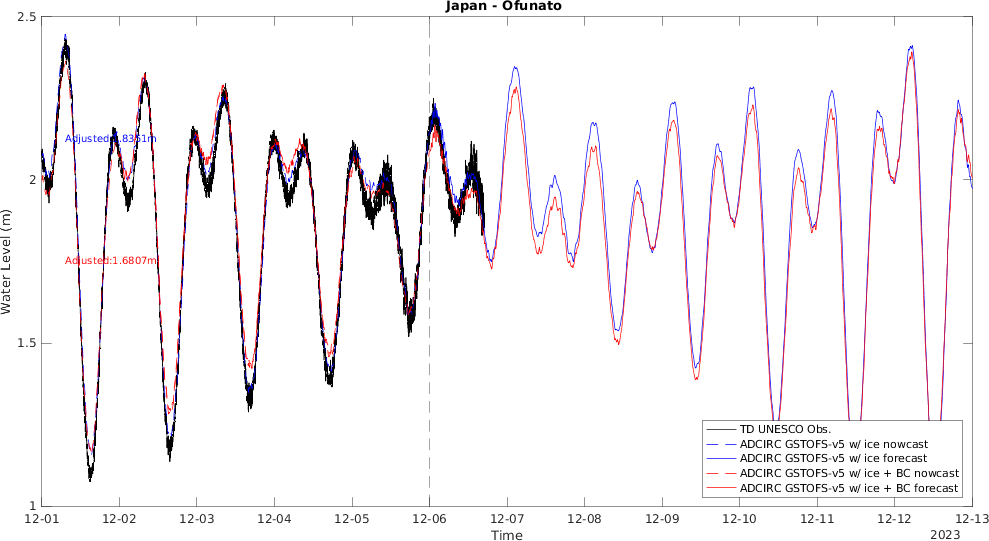 Japan - Ofunato
2.5
2
1.5
1
Water Level (m)
Adjusted:1.8351m
Adjusted:1.6807m
TD UNESCO Obs.
ADCIRC GSTOFS-v5 w/ ice nowcast
ADCIRC GSTOFS-v5 w/ ice forecast
ADCIRC GSTOFS-v5 w/ ice + BC nowcast
ADCIRC GSTOFS-v5 w/ ice + BC forecast
12-01 12-02 12-03 12-04 12-05 12-06 12-07 12-08 12-09 12-10 12-11 12-12 12-13
Time
2023